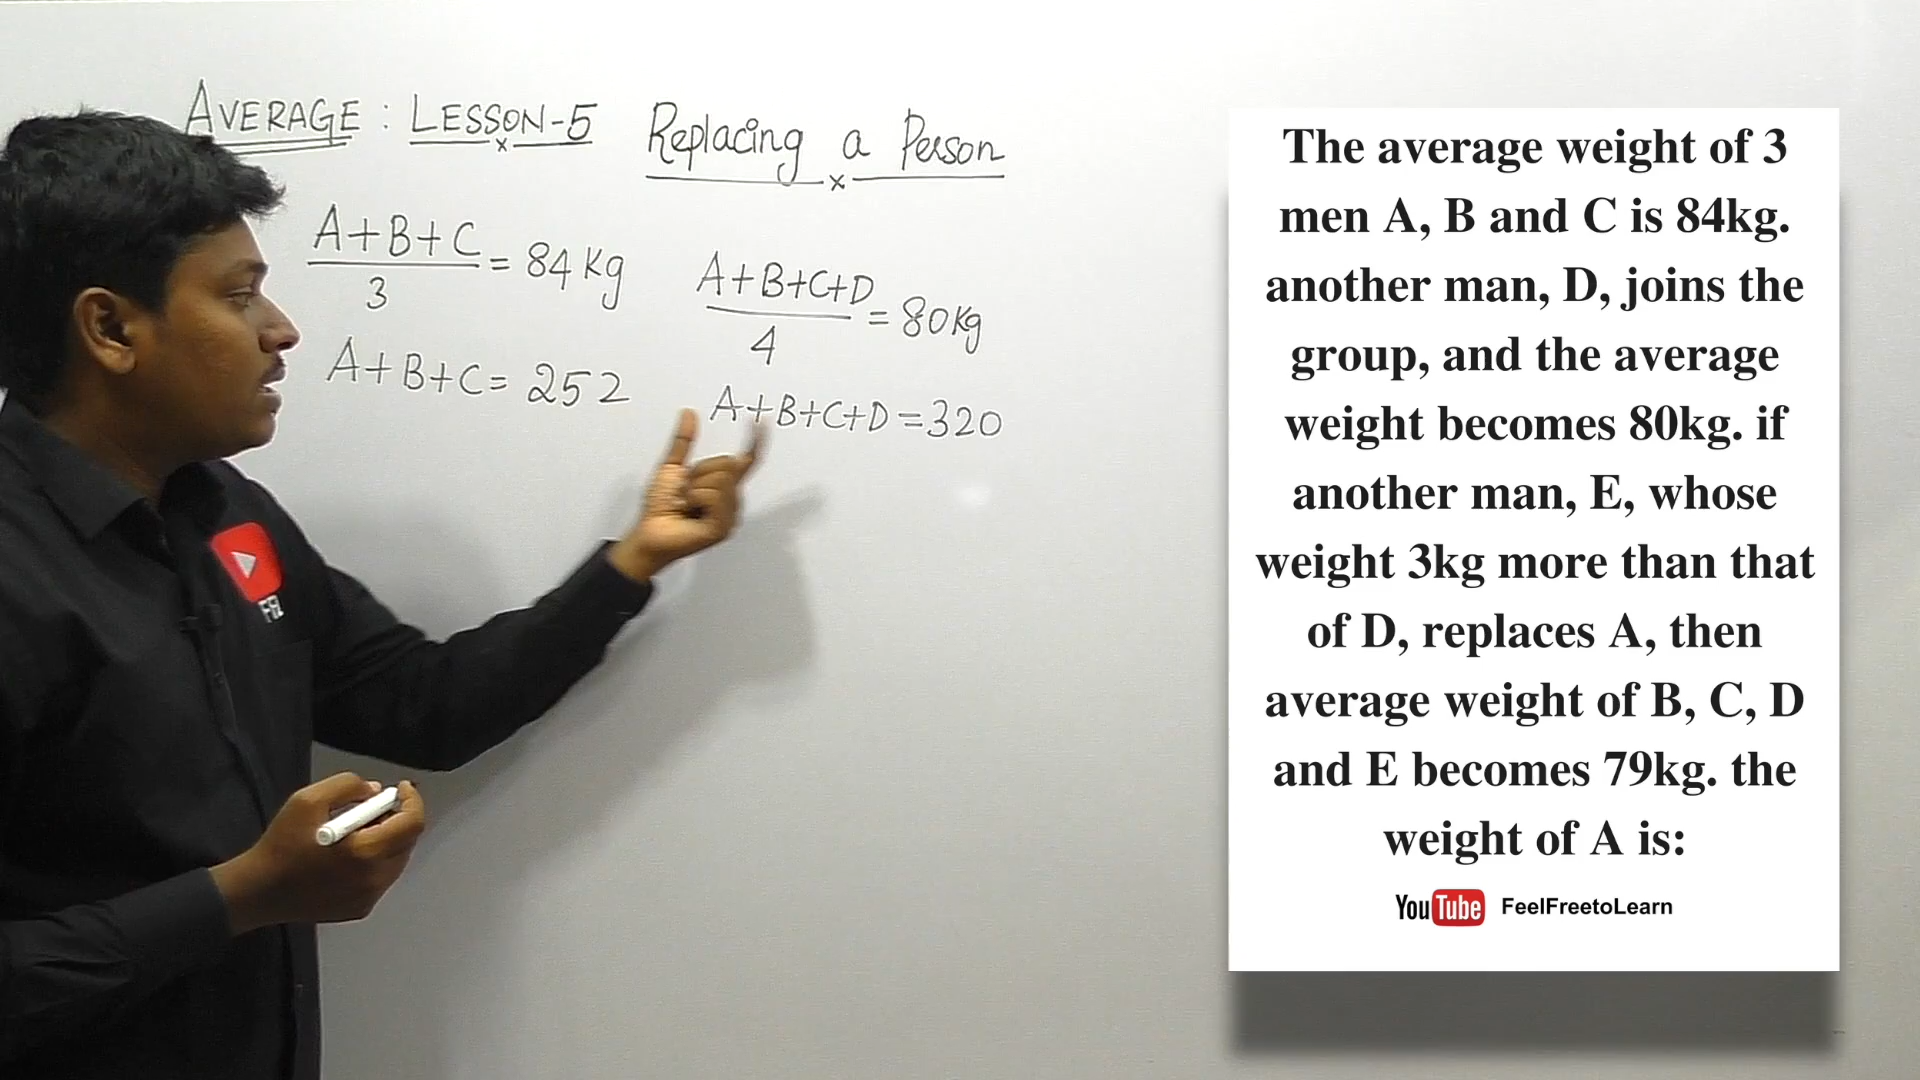 AVERAGE : LESSON-5 Replacing a Person
x
x
A+B+C
3
= 84 Kg
A+B+C= 252
A+B+C+D
4
= 80Kg
A+B+C+D=320
The average weight of 3
men A, B and C is 84kg.
another man, D, joins the
group, and the average
weight becomes 80kg. if
another man, E, whose
weight 3kg more than that
of D, replaces A, then
average weight of B, C, D
and E becomes 79kg. the
weight of A is:
YouTube FeelFreetoLearn